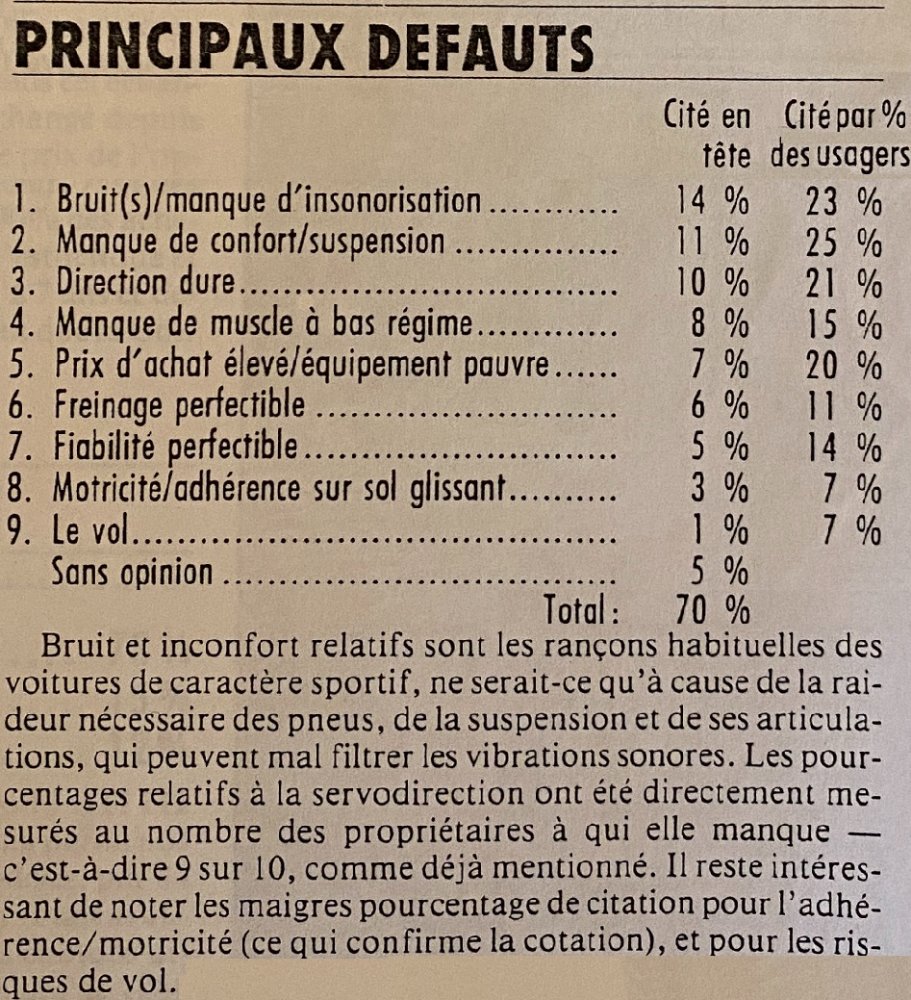 PRINCIPAUX DEFAUTS
Cité en Cité par %
tête des usagers
1. Bruit(s)/manque d'insonorisation ............ 14 % 23 %
2. Manque de confort/suspension ............... 11 % 25 %
3. Direction dure................................... 10 % 21 %
4. Manque de muscle à bas régime............. 8 % 15 %
5. Prix d'achat élevé/équipement pauvre...... 7 % 20 %
6. Freinage perfectible ............................ 6 % 11 %
7. Fiabilité perfectible............................. 5 % 14 %
8. Motricité/adhérence sur sol glissant.......... 3 % 7 %
9. Le vol............................................. 1 % 7 %
Sans opinion ..................................... 5 %
Total : 70 %
Bruit et inconfort relatifs sont les rançons habituelles des
voitures de caractère sportif, ne serait-ce qu'à cause de la rai-
deur nécessaire des pneus, de la suspension et de ses articula-
tions, qui peuvent mal filtrer les vibrations sonores. Les pour-
centages relatifs à la servodirection ont été directement me-
surés au nombre des propriétaires à qui elle manque —
c'est-à-dire 9 sur 10, comme déjà mentionné. Il reste intéres-
sant de noter les maigres pourcentage de citation pour l'adhé-
rence/motricité (ce qui confirme la cotation), et pour les ris-
ques de vol.